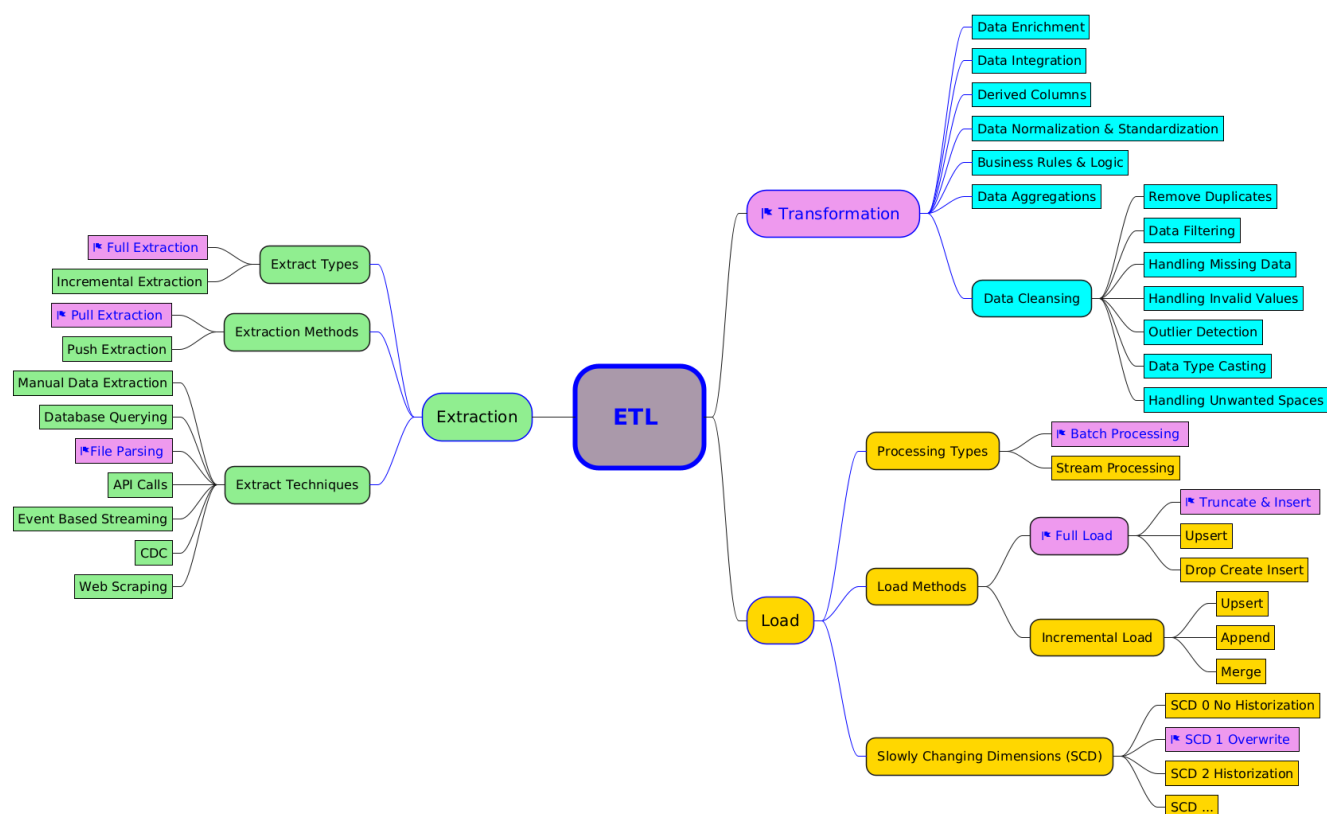 ETL
Extraction
Extract Types
Full Extraction
Incremental Extraction
Extraction Methods
Pull Extraction
Push Extraction
Extract Techniques
Manual Data Extraction
Database Querying
File Parsing
API Calls
Event Based Streaming
CDC
Web Scraping
Transformation
Data Enrichment
Data Integration
Derived Columns
Data Normalization & Standardization
Business Rules & Logic
Data Aggregations
Data Cleansing
Remove Duplicates
Data Filtering
Handling Missing Data
Handling Invalid Values
Outlier Detection
Data Type Casting
Handling Unwanted Spaces
Load
Processing Types
Batch Processing
Stream Processing
Load Methods
Full Load
Truncate & Insert
Upsert
Drop Create Insert
Incremental Load
Upsert
Append
Merge
Slowly Changing Dimensions (SCD)
SCD 0 No Historization
SCD 1 Overwrite
SCD 2 Historization
SCD ...